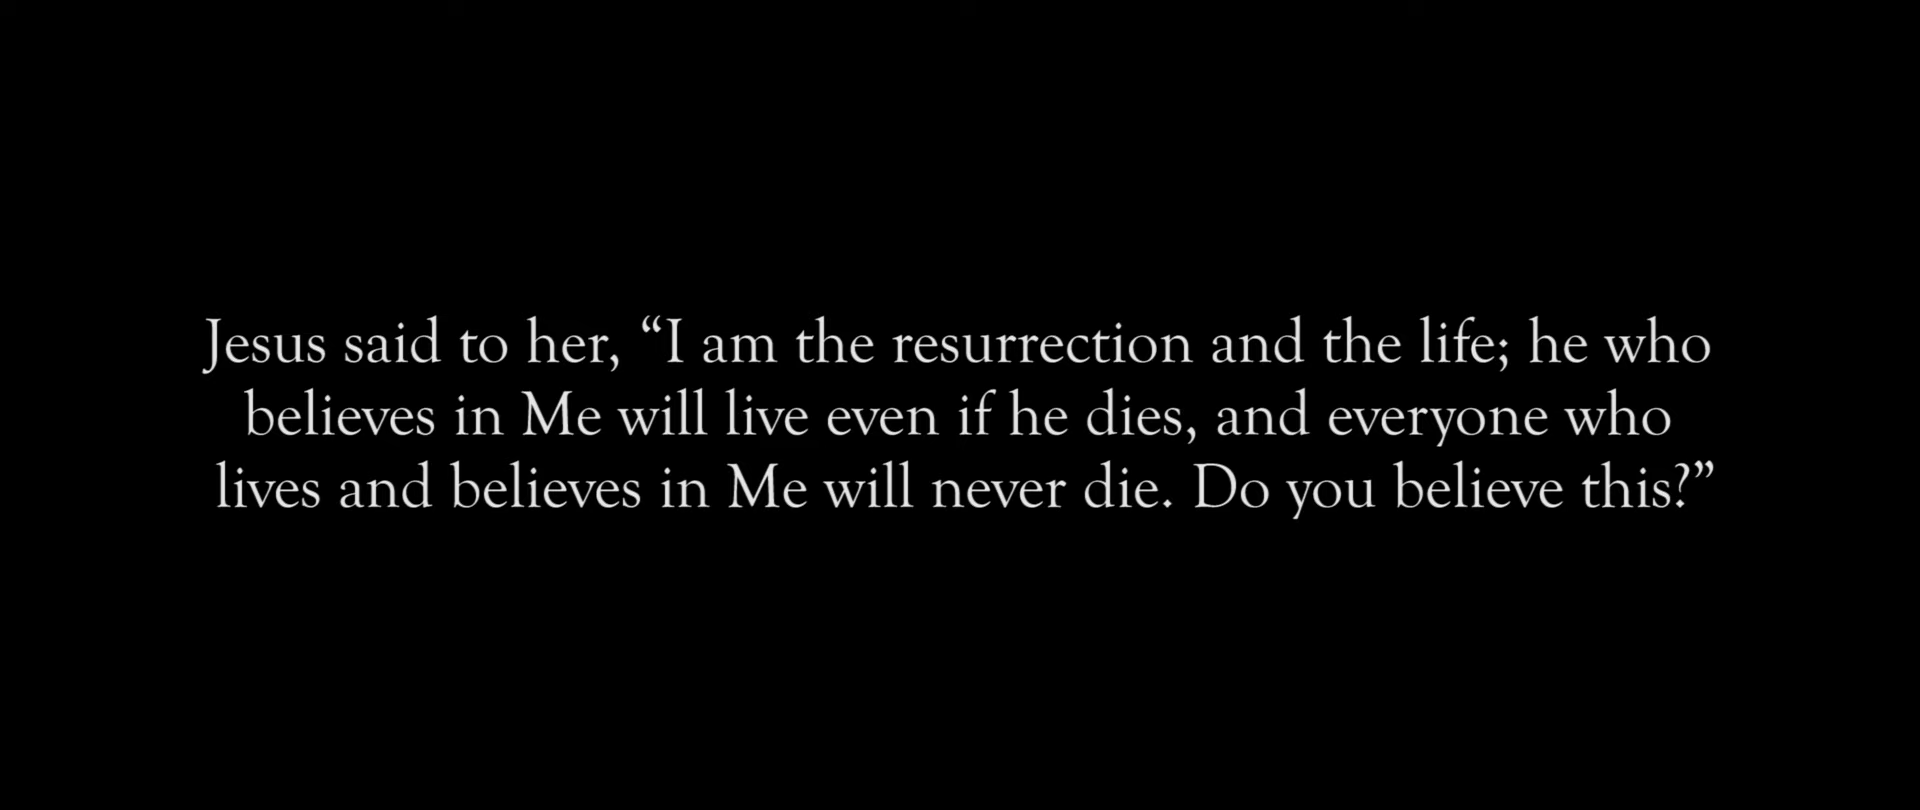 Jesus said to her, “I am the resurrection and the life; he who
believes in Me will live even if he dies, and everyone who
lives and believes in Me will never die. Do you believe this?”